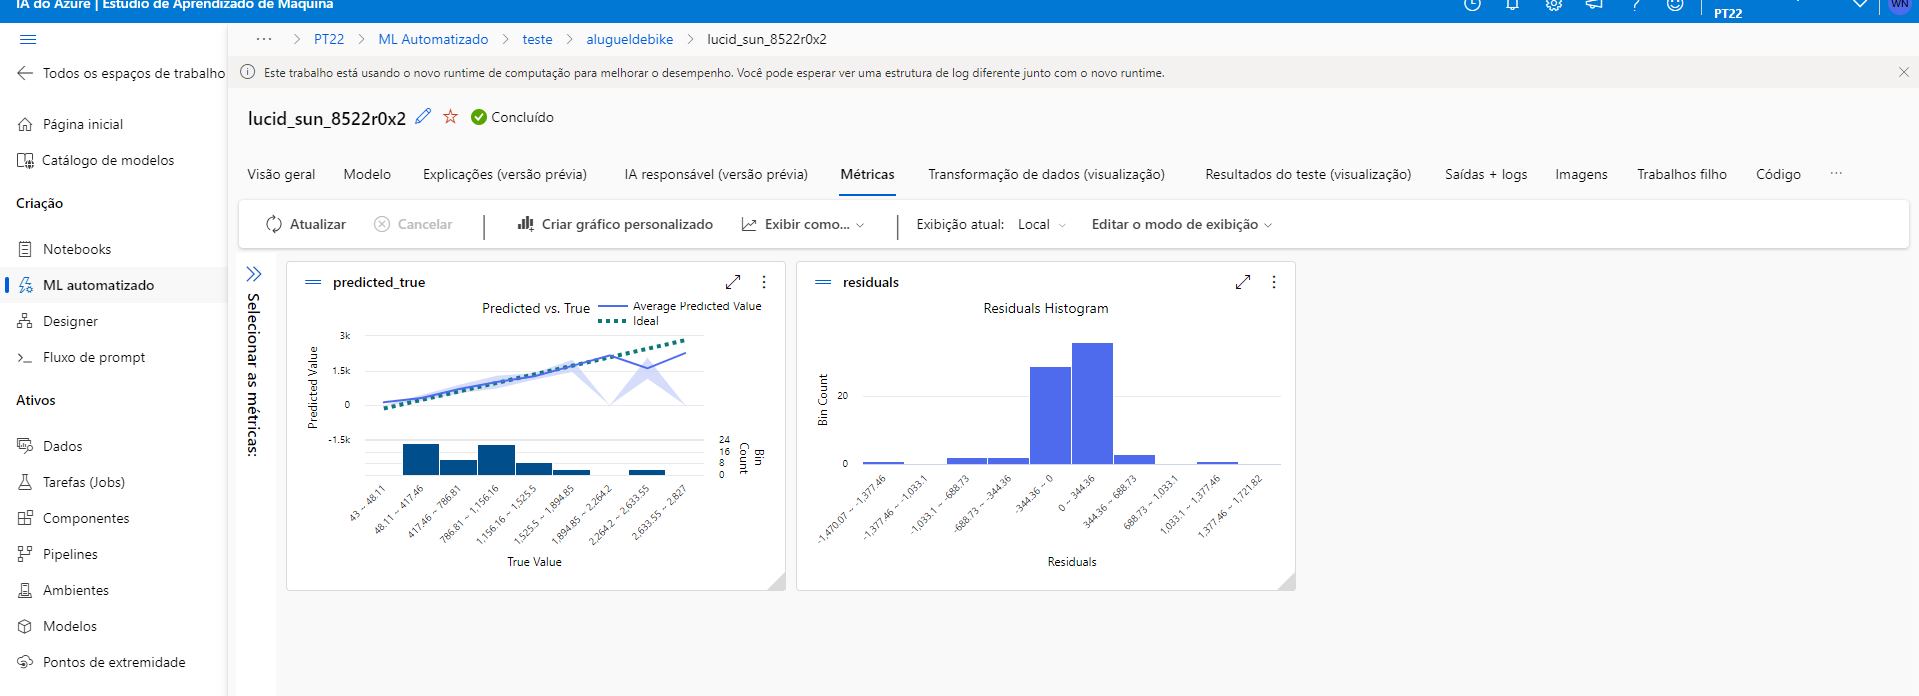 IA do Azure | Estúdio de Aprendizado de Máquina
PT22
WN
PT22 > ML Automatizado > teste > alugueldebike > lucid_sun_8522r0x2
Todos os espaços de trabalho
Este trabalho está usando o novo runtime de computação para melhorar o desempenho. Você pode esperar ver uma estrutura de log diferente junto com o novo runtime.
lucid_sun_8522r0x2
Concluído
Página inicial
Catálogo de modelos
Criação
Notebooks
ML automatizado
Designer
Fluxo de prompt
Ativos
Dados
Tarefas (Jobs)
Componentes
Pipelines
Ambientes
Modelos
Pontos de extremidade
Visão geral
Modelo
Explicações (versão prévia)
IA responsável (versão prévia)
Métricas
Transformação de dados (visualização)
Resultados do teste (visualização)
Saídas + logs
Imagens
Trabalhos filho
Código
Atualizar
Cancelar
Criar gráfico personalizado
Exibir como...
Exibição atual: Local
Editar o modo de exibição
Selecionar as métricas:
predicted_true
Predicted vs. True
Average Predicted Value
Ideal
Predicted Value
3k
1.5k
0
-1.5k
24
16
8
0
Bin
Count
43 ~ 48.11
48.11 ~ 417.46
417.46 ~ 786.81
786.81 ~ 1,156.16
1,156.16 ~ 1,525.5
1,525.5 ~ 1,894.85
1,894.85 ~ 2,264.2
2,264.2 ~ 2,633.55
2,633.55 ~ 2,827
True Value
residuals
Residuals Histogram
Bin Count
20
0
-1,470.07 ~ -1,377.46
-1,377.46 ~ -1,033.1
-1,033.1 ~ -688.73
-688.73 ~ -344.36
-344.36 ~ 0
0 ~ 344.36
344.36 ~ 688.73
688.73 ~ 1,033.1
1,033.1 ~ 1,377.46
1,377.46 ~ 1,721.82
Residuals